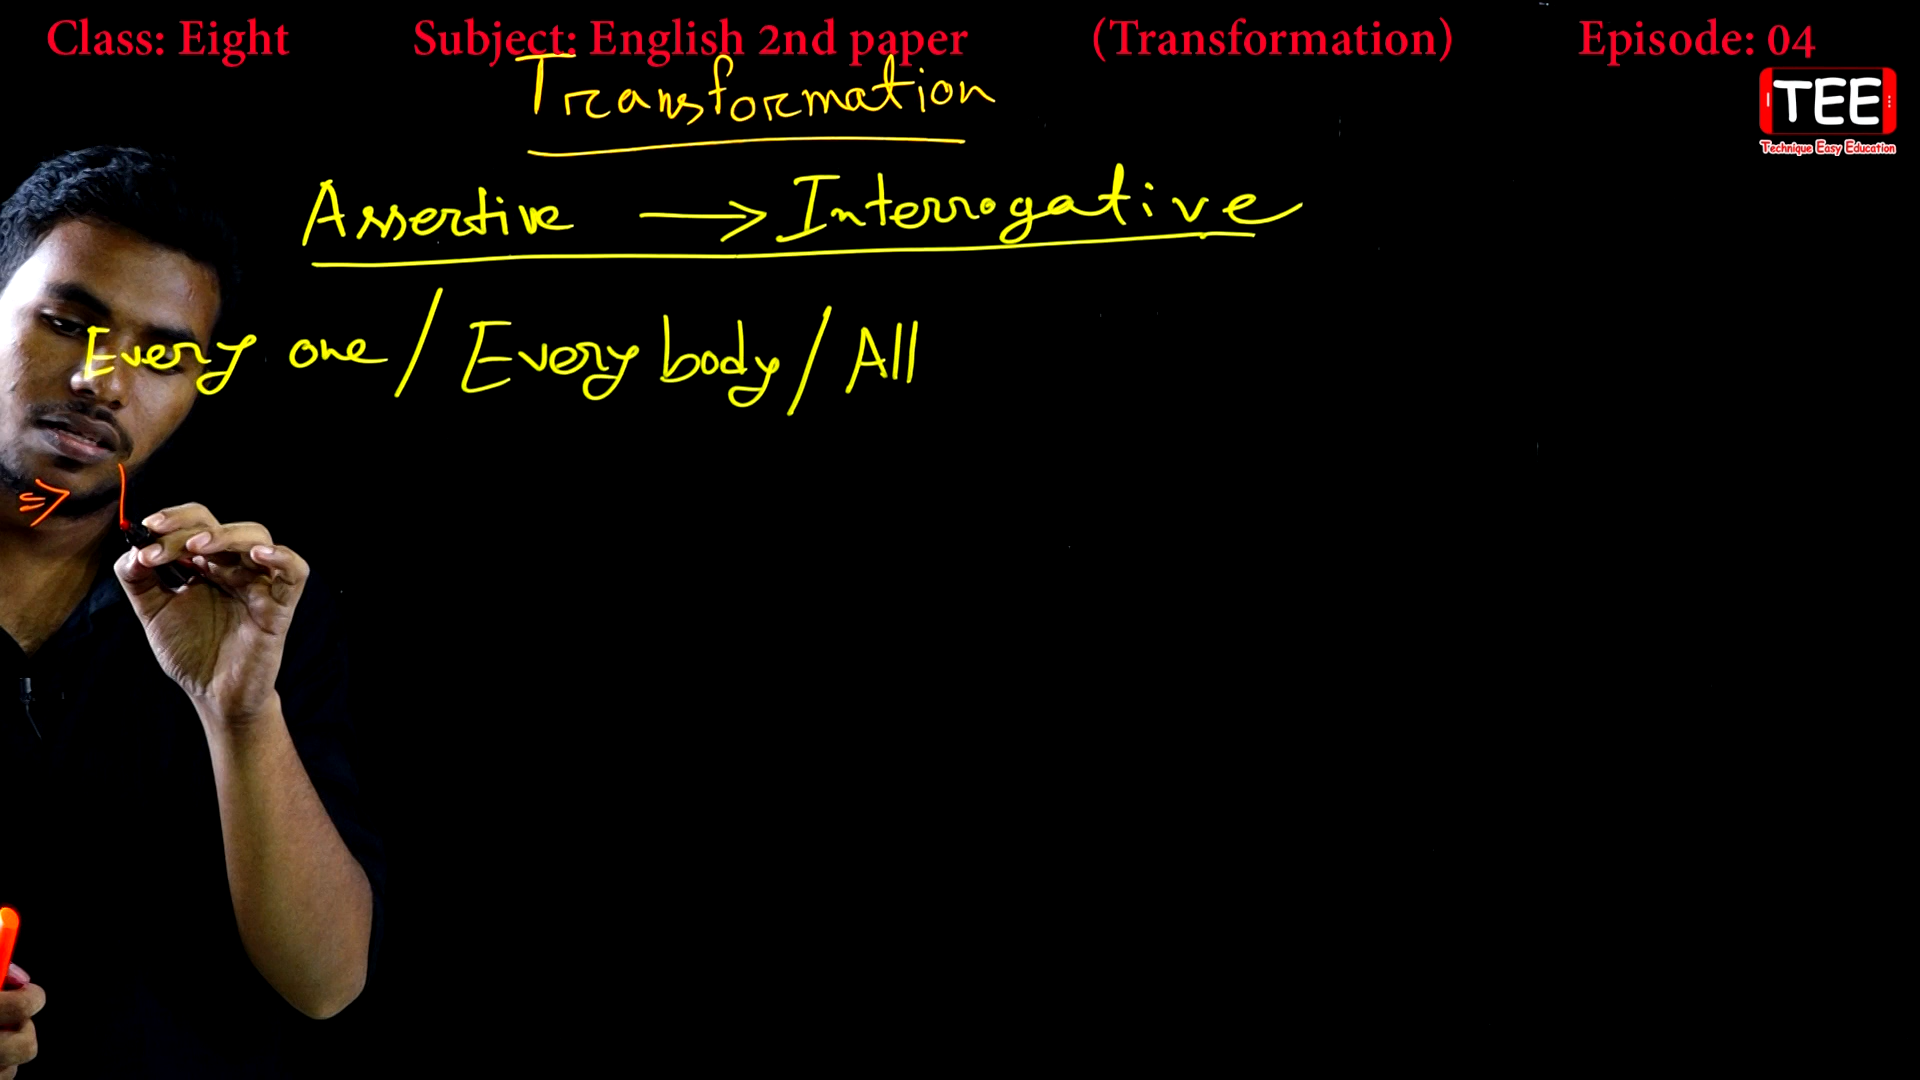 Class: Eight Subject: English 2nd paper (Transformation) Episode: 04
TEE
Technique Easy Education
Transformation
Assertive → Interrogative
Every one / Every body / All
⇒